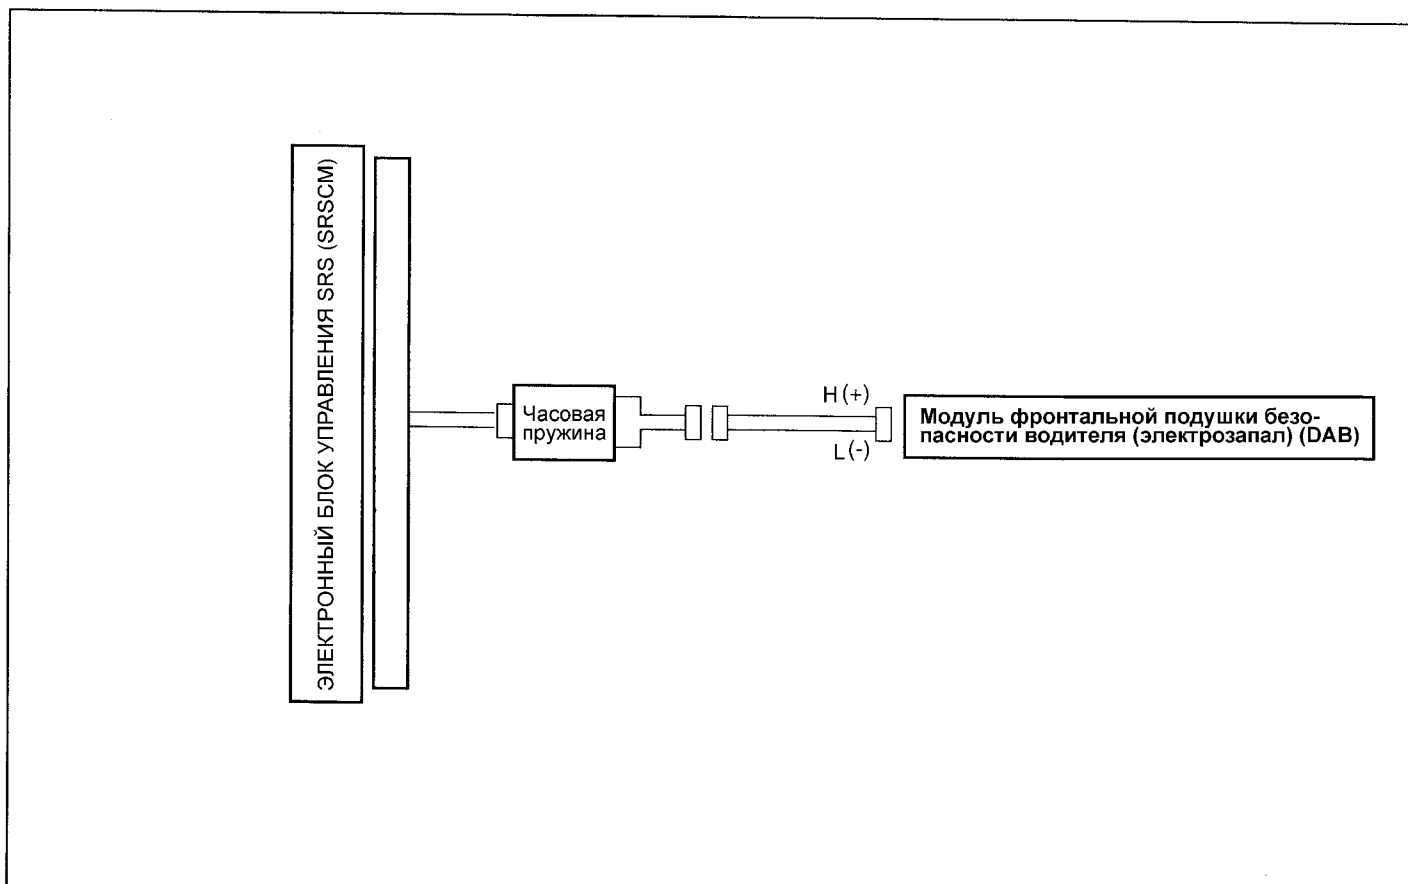 ЭЛЕКТРОННЫЙ БЛОК УПРАВЛЕНИЯ SRS (SRSCM)
Часовая
пружина
H (+)
L (-)
Модуль фронтальной подушки безо-
пасности водителя (электрозапал) (DAB)